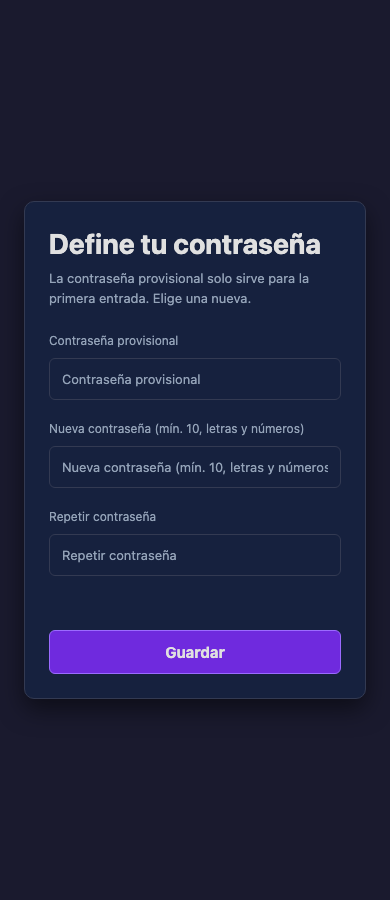 Define tu contraseña
La contraseña provisional solo sirve para la
primera entrada. Elige una nueva.
Contraseña provisional
Contraseña provisional
Nueva contraseña (mín. 10, letras y números)
Nueva contraseña (mín. 10, letras y números
Repetir contraseña
Repetir contraseña
Guardar